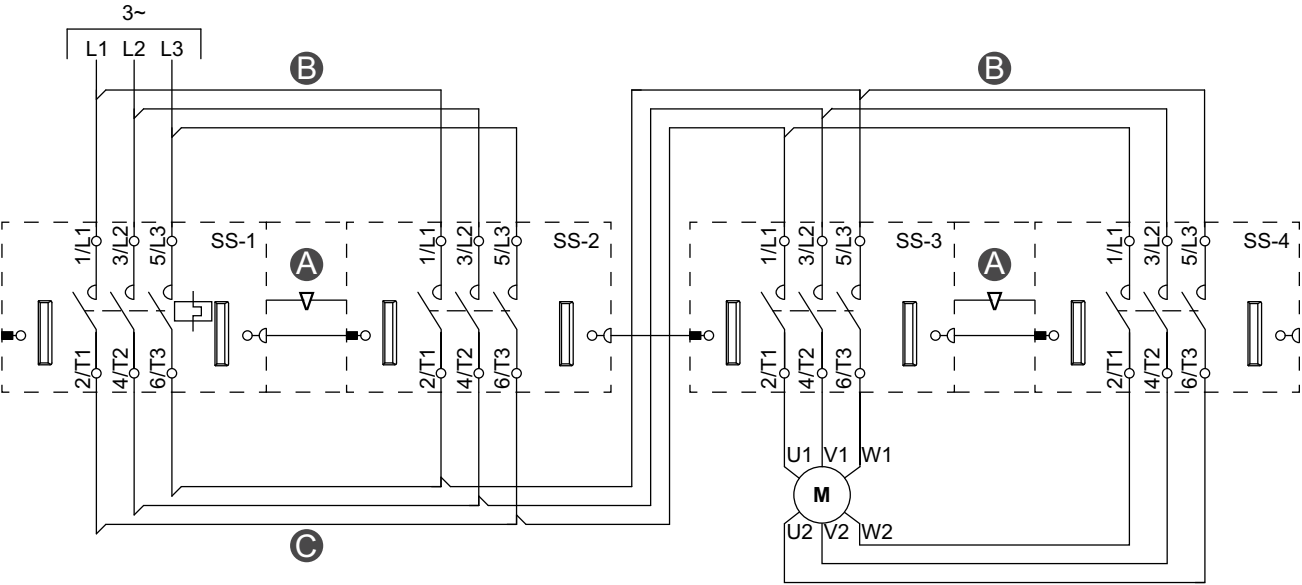 3~
L1 L2 L3
B B
1/L1 3/L2 5/L3 SS-1 1/L1 3/L2 5/L3 SS-2 1/L1 3/L2 5/L3 SS-3 1/L1 3/L2 5/L3 SS-4
A A
2/T1 4/T2 6/T3 2/T1 4/T2 6/T3 2/T1 4/T2 6/T3 2/T1 4/T2 6/T3
U1 V1 W1
M
U2 V2 W2
C